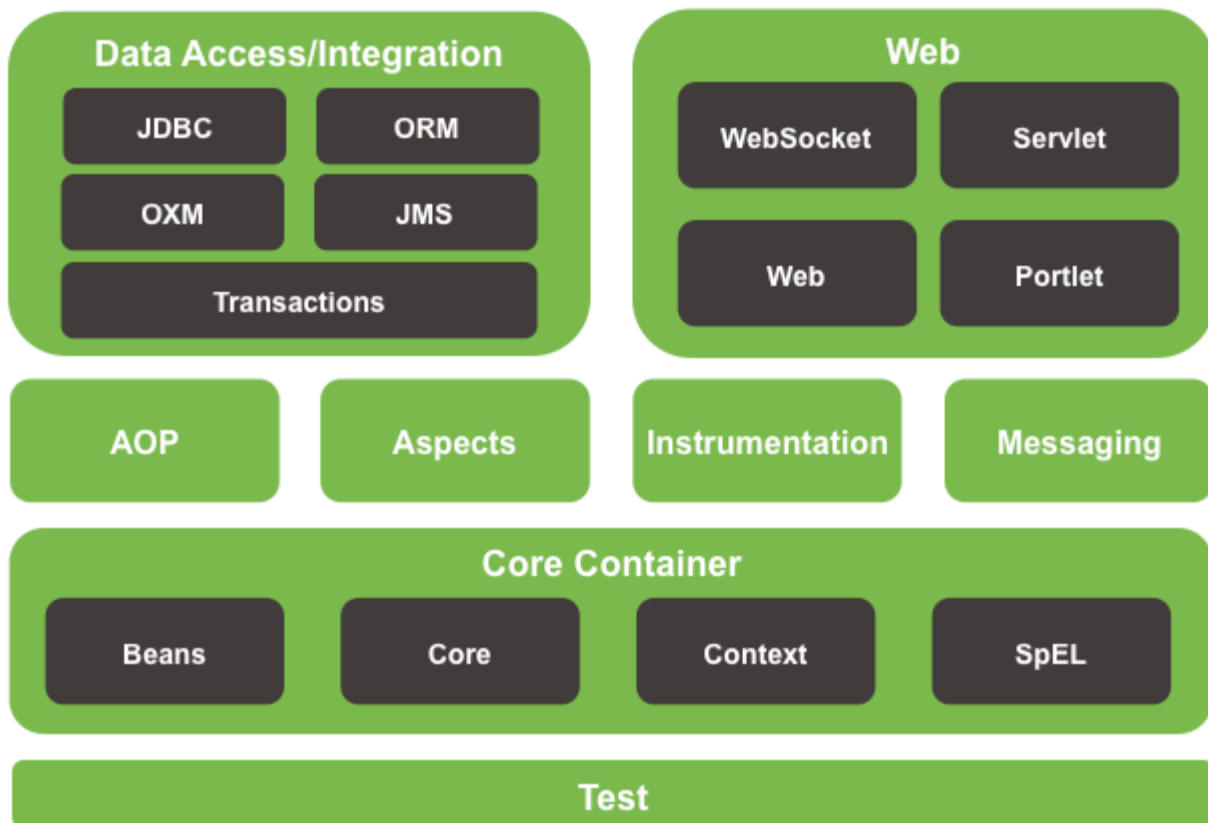 Data Access/Integration
JDBC
ORM
OXM
JMS
Transactions
Web
WebSocket
Servlet
Web
Portlet
AOP
Aspects
Instrumentation
Messaging
Core Container
Beans
Core
Context
SpEL
Test